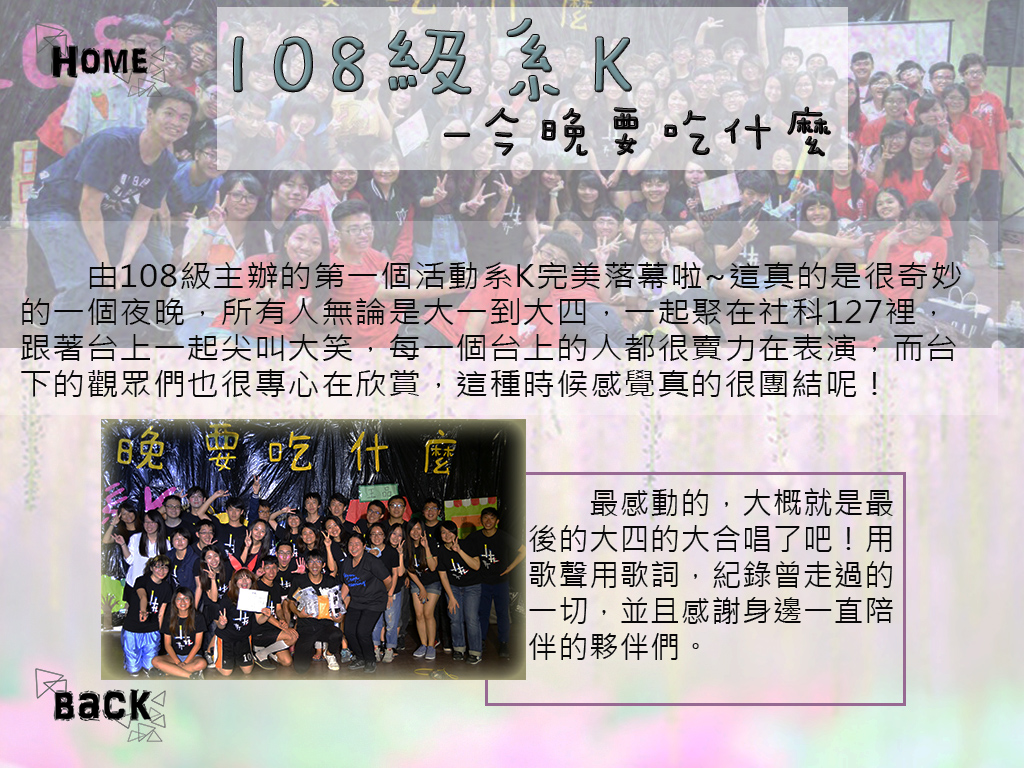 HOME
108級系K
-今晚要吃什麼
由108級主辦的第一個活動系K完美落幕啦~這真的是很奇妙
的一個夜晚，所有人無論是大一到大四，一起聚在社科127裡，
跟著台上一起尖叫大笑，每一個台上的人都很賣力在表演，而台
下的觀眾們也很專心在欣賞，這種時候感覺真的很團結呢！
晚要吃什麼
最感動的，大概就是最
後的大四的大合唱了吧！用
歌聲用歌詞，紀錄曾走過的
一切，並且感謝身邊一直陪
伴的夥伴們。
BACK